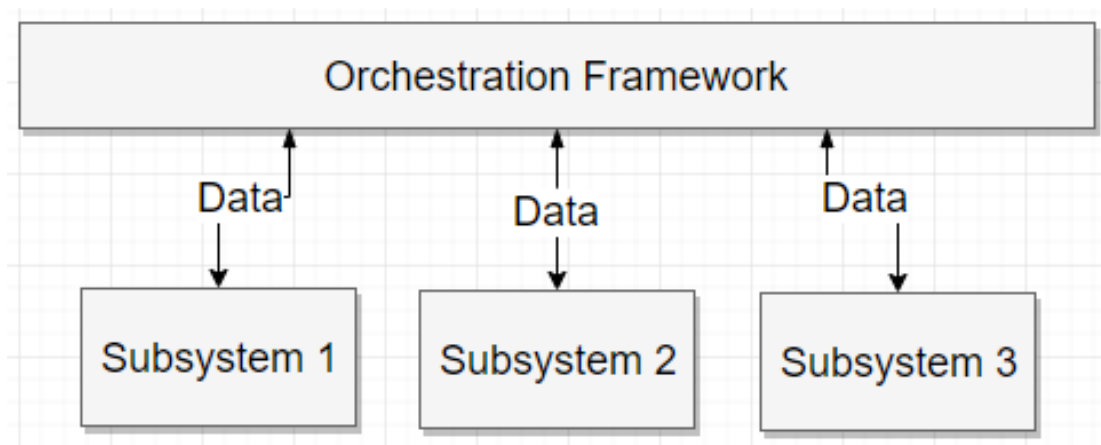 Orchestration Framework
Data
Data
Data
Subsystem 1
Subsystem 2
Subsystem 3